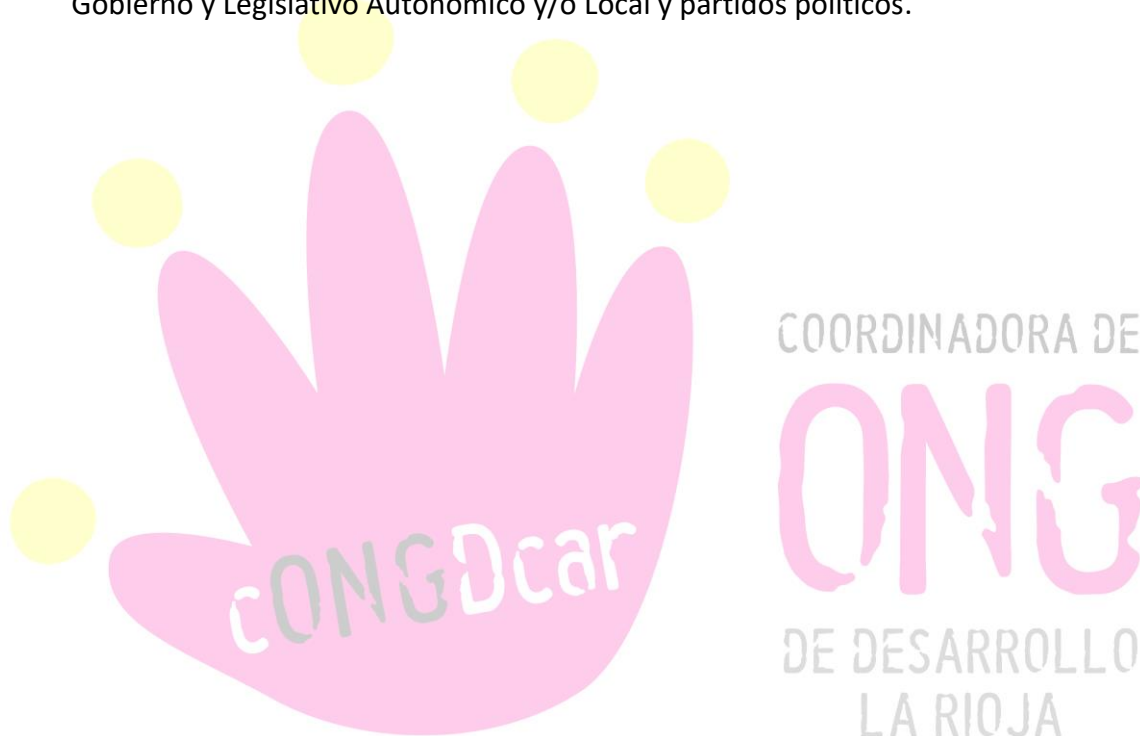 Gobierno y Legislativo Autonómico y/o Local y partidos políticos.
COORDINADORA DE
ONG
cONGDcar
DE DESARROLLO
LA RIOJA